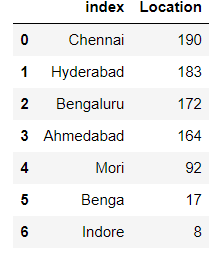 index Location
0 Chennai 190
1 Hyderabad 183
2 Bengaluru 172
3 Ahmedabad 164
4 Mori 92
5 Benga 17
6 Indore 8